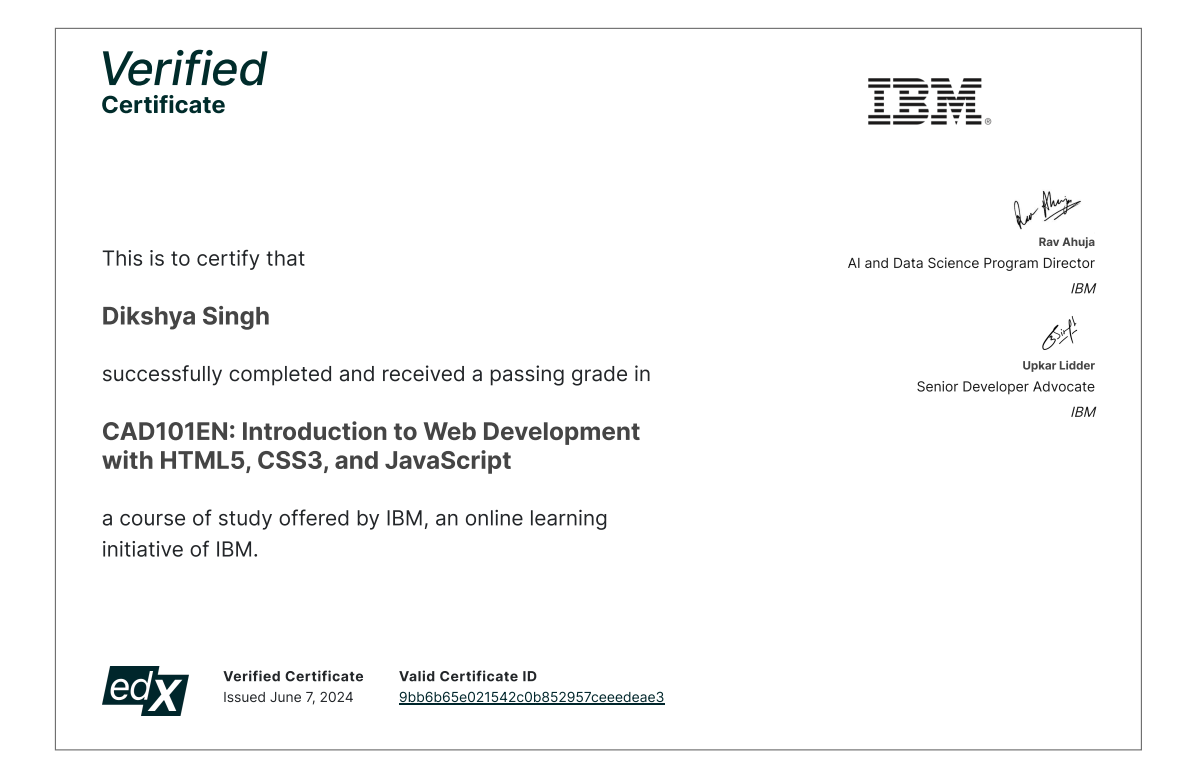 Verified
Certificate
IBM®
This is to certify that
Dikshya Singh
successfully completed and received a passing grade in
CAD101EN: Introduction to Web Development
with HTML5, CSS3, and JavaScript
a course of study offered by IBM, an online learning
initiative of IBM.
Rav Ahuja
Rav Ahuja
AI and Data Science Program Director
IBM
Upkar Lidder
Senior Developer Advocate
IBM
edX
Verified Certificate
Issued June 7, 2024
Valid Certificate ID
9bb6b65e021542c0b852957ceeedeae3